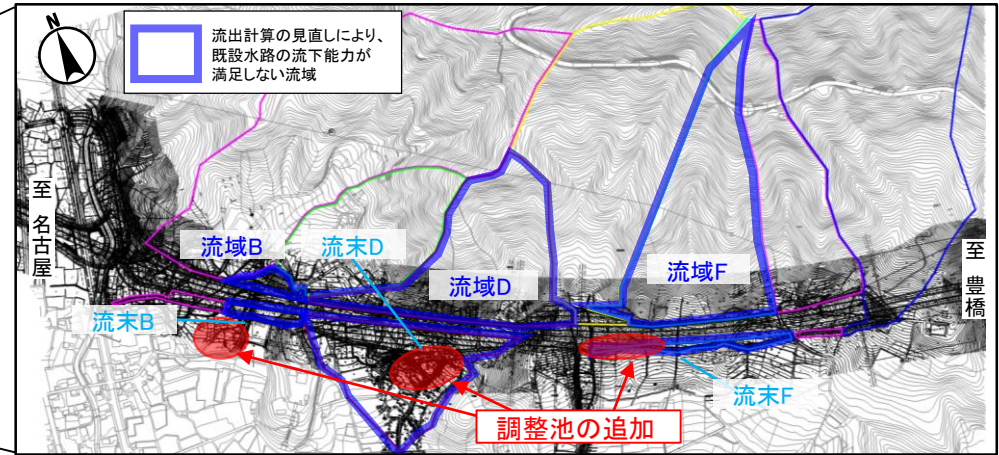 N
流出計算の見直しにより、
既設水路の流下能力が
満足しない流域
至 名古屋
流域B
流末D
流域D
流域F
至 豊橋
流末B
流末F
調整池の追加